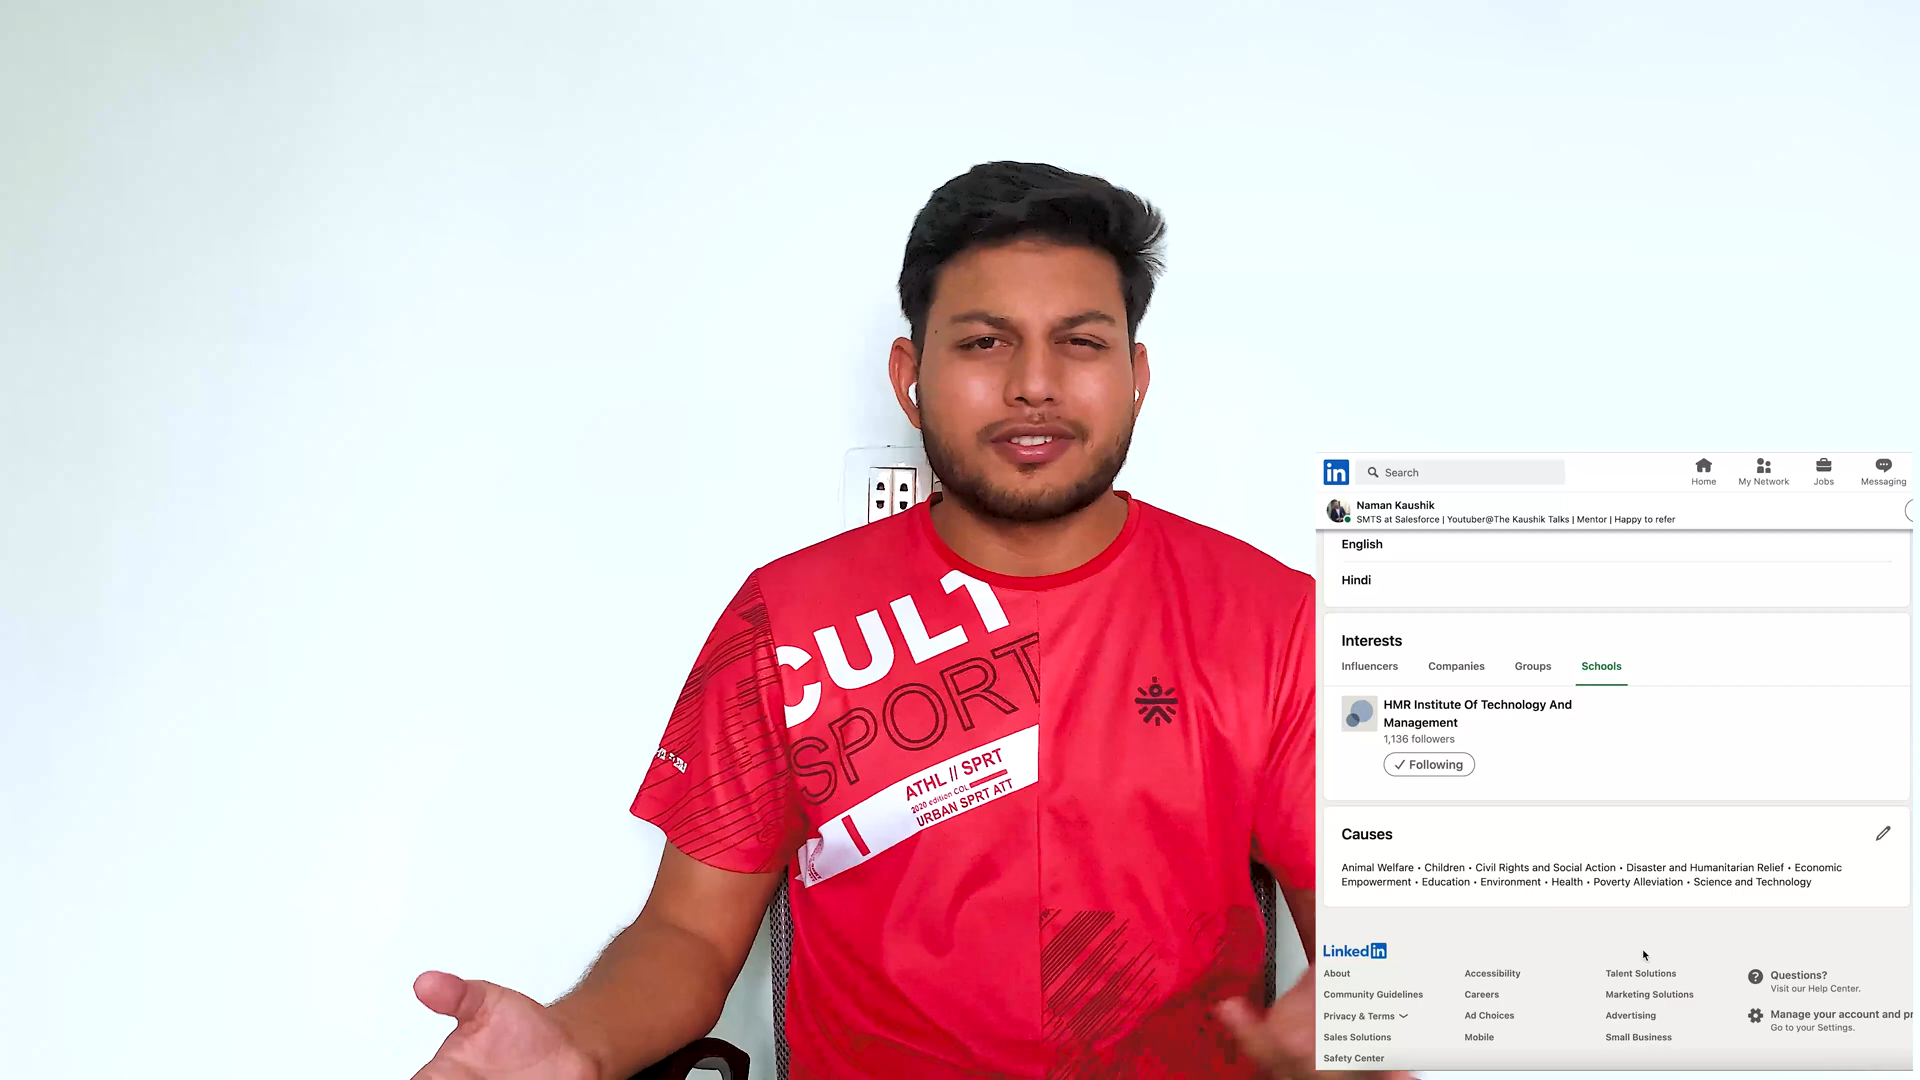 CULT
SPORT
ATHL // SPRT
2020 edition COL
URBAN SPRT ATT
in
Search
Home
My Network
Jobs
Messaging
Naman Kaushik
SMTS at Salesforce | Youtuber@The Kaushik Talks | Mentor | Happy to refer
English
Hindi
Interests
Influencers Companies Groups Schools
HMR Institute Of Technology And
Management
1,136 followers
✓ Following
Causes
Animal Welfare • Children • Civil Rights and Social Action • Disaster and Humanitarian Relief • Economic
Empowerment • Education • Environment • Health • Poverty Alleviation • Science and Technology
Linked in
About
Community Guidelines
Privacy & Terms
Sales Solutions
Safety Center
Accessibility
Careers
Ad Choices
Mobile
Talent Solutions
Marketing Solutions
Advertising
Small Business
Questions?
Visit our Help Center.
Manage your account and pr
Go to your Settings.